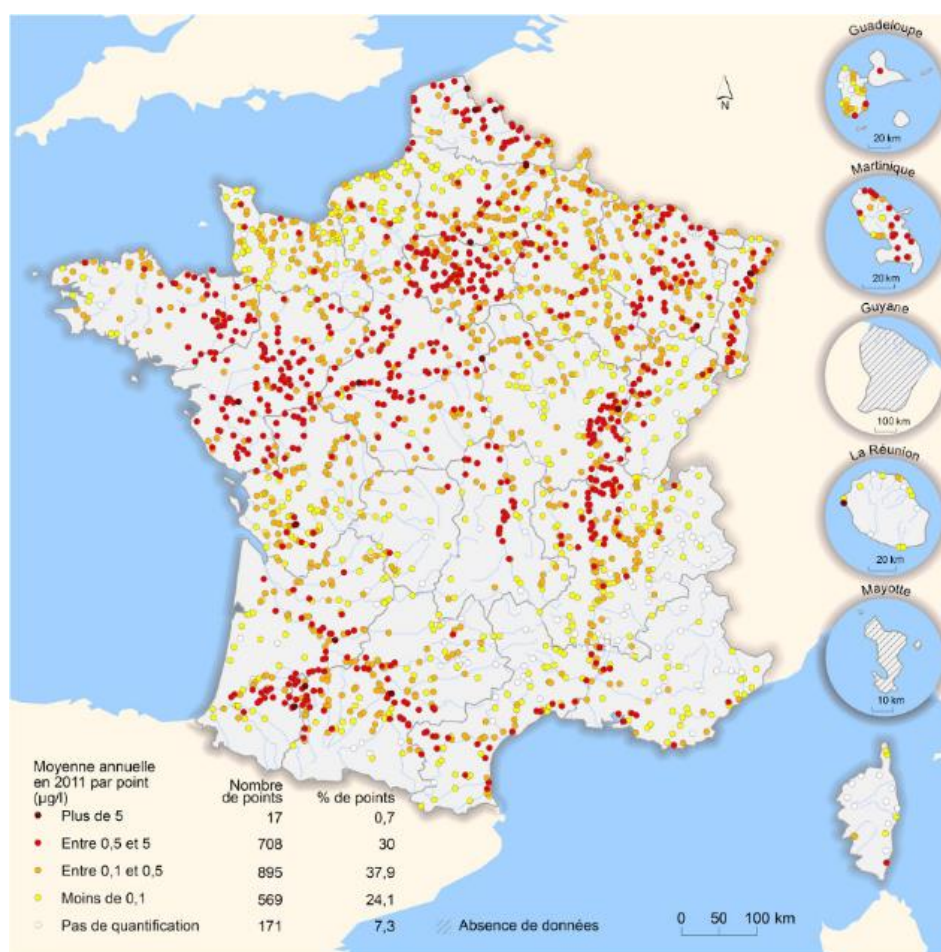 Guadeloupe
20 km
N
Martinique
20 km
Guyane
100 km
La Réunion
20 km
Mayotte
10 km
Moyenne annuelle
en 2011 par point
(µg/l)
Nombre
de points
% de points
Plus de 5 17 0,7
Entre 0,5 et 5 708 30
Entre 0,1 et 0,5 895 37,9
Moins de 0,1 569 24,1
Pas de quantification 171 7,3
Absence de données
0 50 100 km